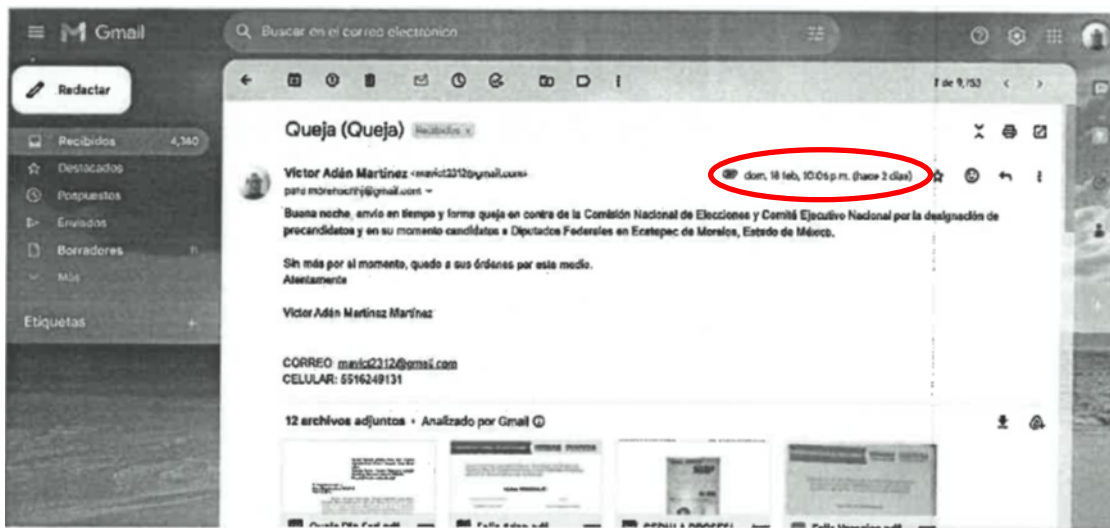 Gmail
Buscar en el correo electrónico
Redactar
Recibidos 4,340
Destacados
Pospuestos
Enviados
Borradores
Más
Etiquetas
de 9,753
Queja (Queja) Recibidos x
Victor Adán Martínez
dom, 18 feb, 10:06 p.m. (hace 2 días)
para
Buena noche, envío en tiempo y forma queja en contra de la Comisión Nacional de Elecciones y Comité Ejecutivo Nacional por la designación de
precandidatos y en su momento candidatos a Diputados Federales en Ecatepec de Morelos, Estado de México.
Sin más por el momento, quedo a sus órdenes por este medio.
Atentamente
Victor Adán Martínez Martínez
CORREO: mavict2312@gmail.com
CELULAR: 5516249131
12 archivos adjuntos • Analizado por Gmail